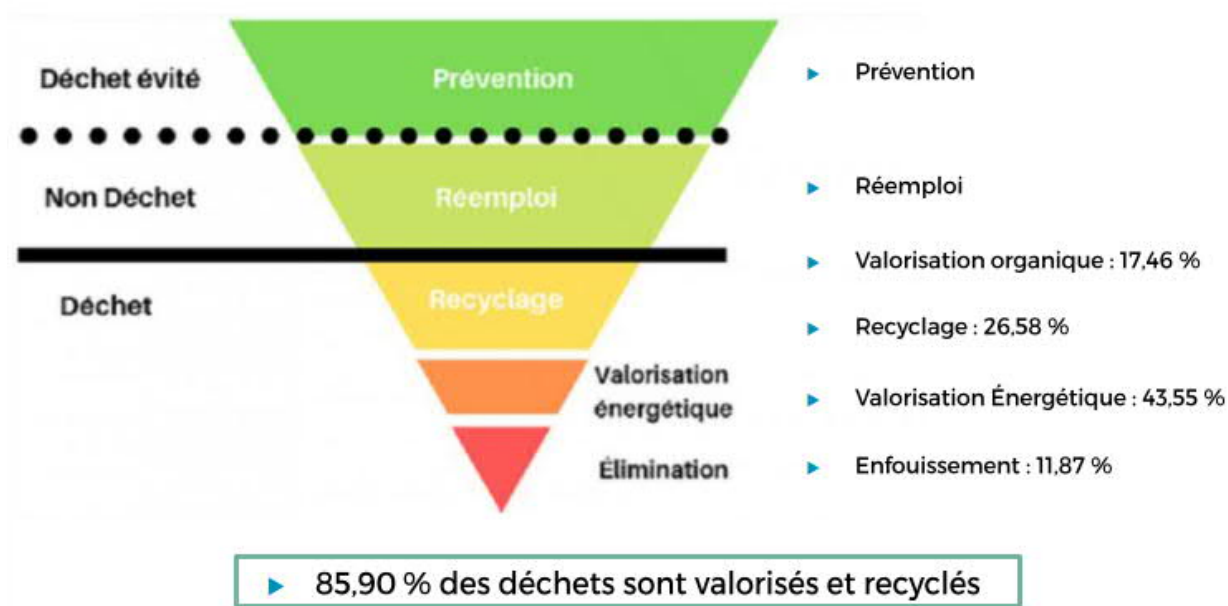 Déchet évité
Prévention
Non Déchet
Réemploi
Déchet
Recyclage
Valorisation
énergétique
Élimination
Prévention
Réemploi
Valorisation organique : 17,46 %
Recyclage : 26,58 %
Valorisation Énergétique : 43,55 %
Enfouissement : 11,87 %
85,90 % des déchets sont valorisés et recyclés